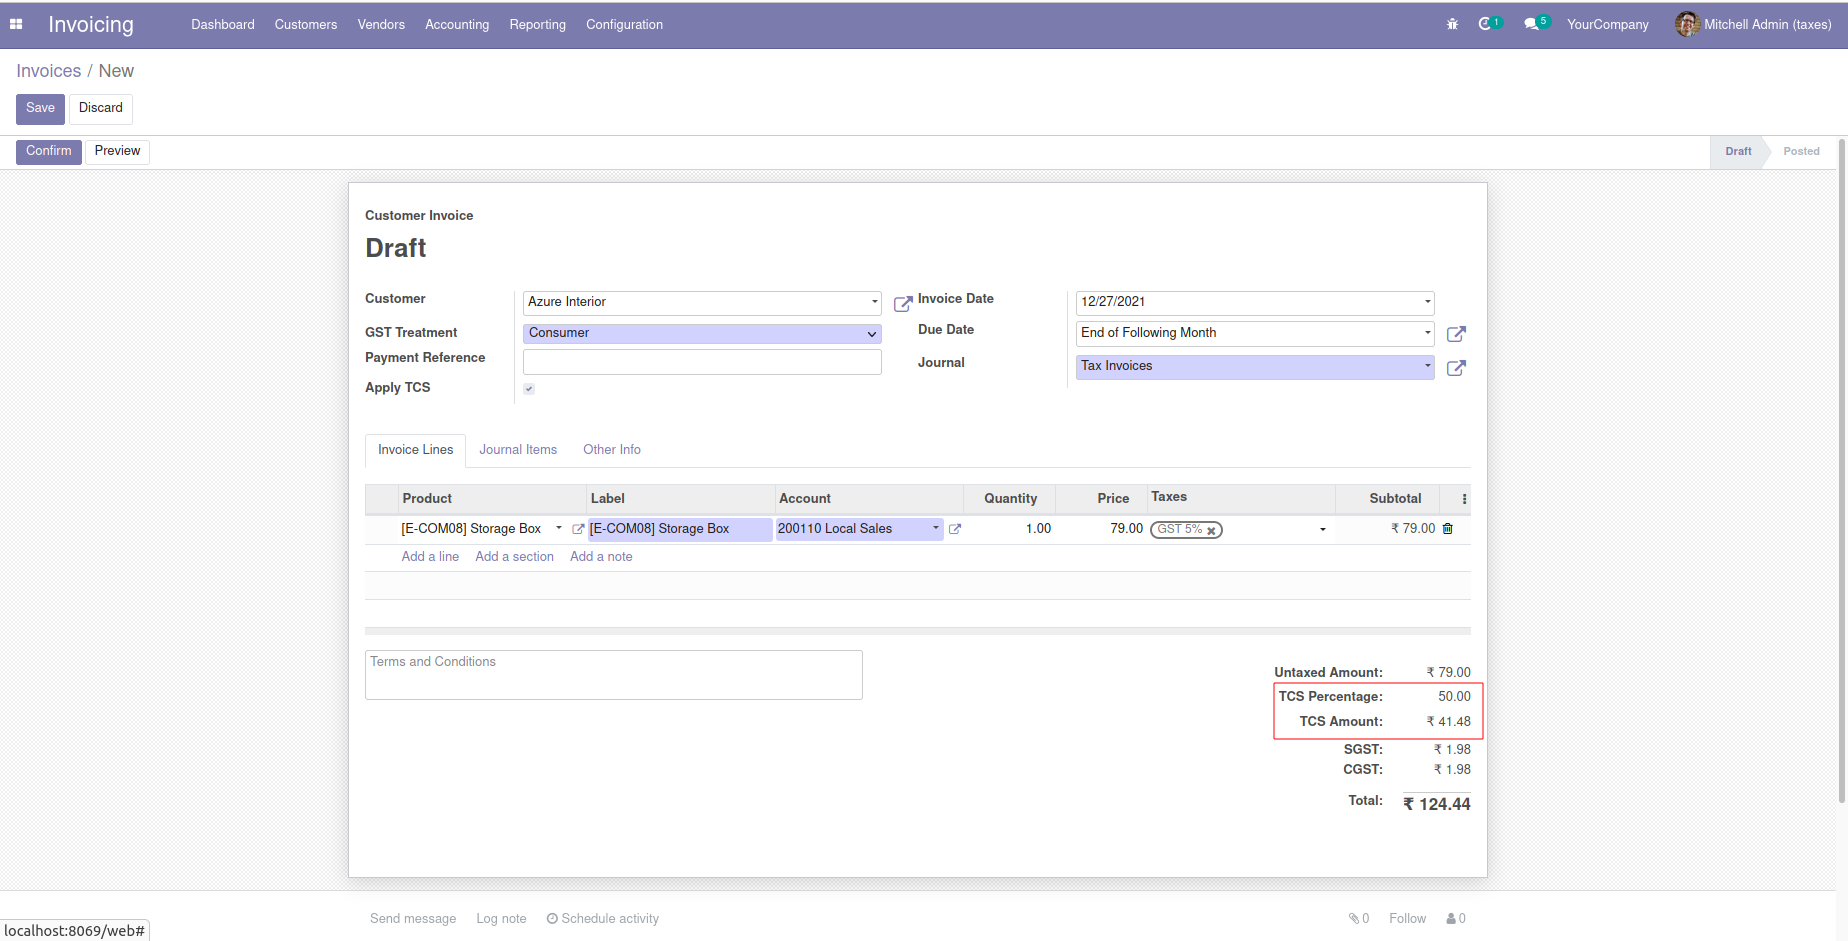 Invoicing Dashboard Customers Vendors Accounting Reporting Configuration 1 5 YourCompany Mitchell Admin (taxes)
Invoices / New
Save Discard
Confirm Preview Draft Posted
Customer Invoice
Draft
Customer Azure Interior Invoice Date 12/27/2021
GST Treatment Consumer Due Date End of Following Month
Payment Reference Journal Tax Invoices
Apply TCS
Invoice Lines Journal Items Other Info
Product Label Account Quantity Price Taxes Subtotal
[E-COM08] Storage Box [E-COM08] Storage Box 200110 Local Sales 1.00 79.00 GST 5% ₹ 79.00
Add a line Add a section Add a note
Terms and Conditions
Untaxed Amount: ₹ 79.00
TCS Percentage: 50.00
TCS Amount: ₹ 41.48
SGST: ₹ 1.98
CGST: ₹ 1.98
Total: ₹ 124.44
Send message Log note Schedule activity 0 Follow 0
localhost:8069/web#